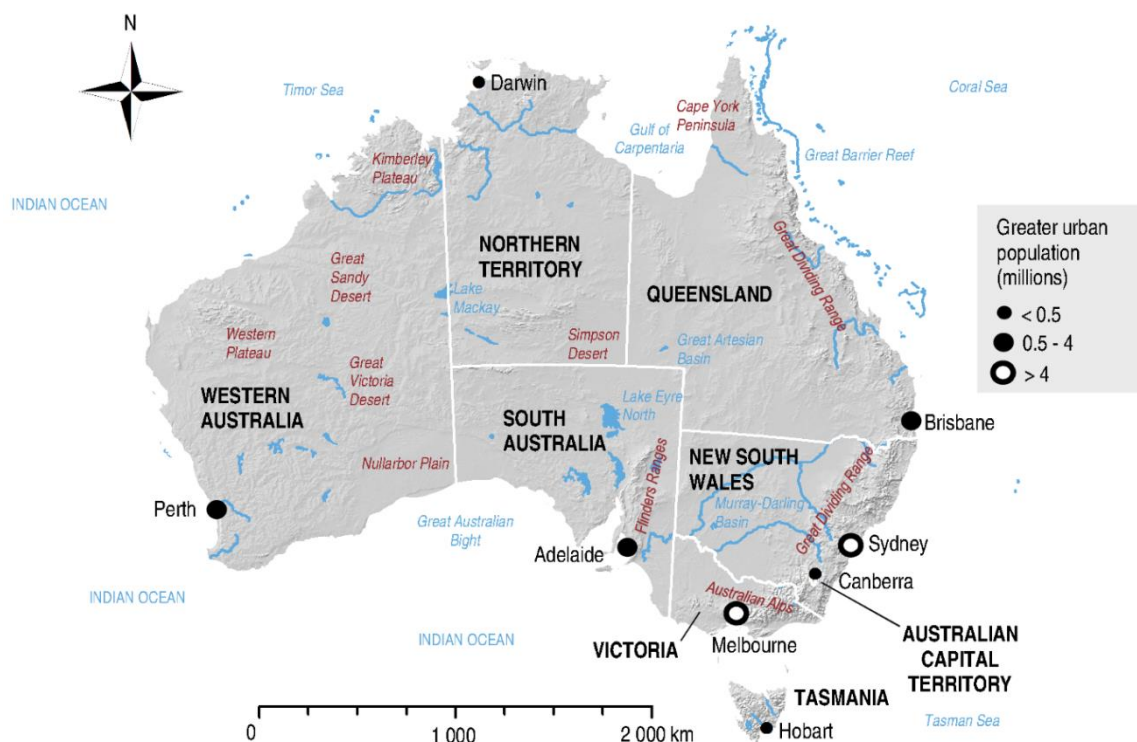 N
Darwin
Timor Sea
Coral Sea
Cape York
Peninsula
Gulf of
Carpentaria
Great Barrier Reef
Kimberley
Plateau
INDIAN OCEAN
Greater urban
population
(millions)
< 0.5
0.5 - 4
> 4
NORTHERN
TERRITORY
Great Dividing Range
Great
Sandy
Desert
Lake
Mackay
QUEENSLAND
Western
Plateau
Simpson
Desert
Great Artesian
Basin
Great
Victoria
Desert
WESTERN
AUSTRALIA
Lake Eyre
North
SOUTH
AUSTRALIA
Brisbane
Nullarbor Plain
Flinders Ranges
NEW SOUTH
WALES
Great Dividing Range
Murray-Darling
Basin
Perth
Great Australian
Bight
Adelaide
Sydney
Canberra
INDIAN OCEAN
Australian Alps
INDIAN OCEAN
VICTORIA
Melbourne
AUSTRALIAN
CAPITAL
TERRITORY
TASMANIA
Hobart
Tasman Sea
0
1 000
2 000 km